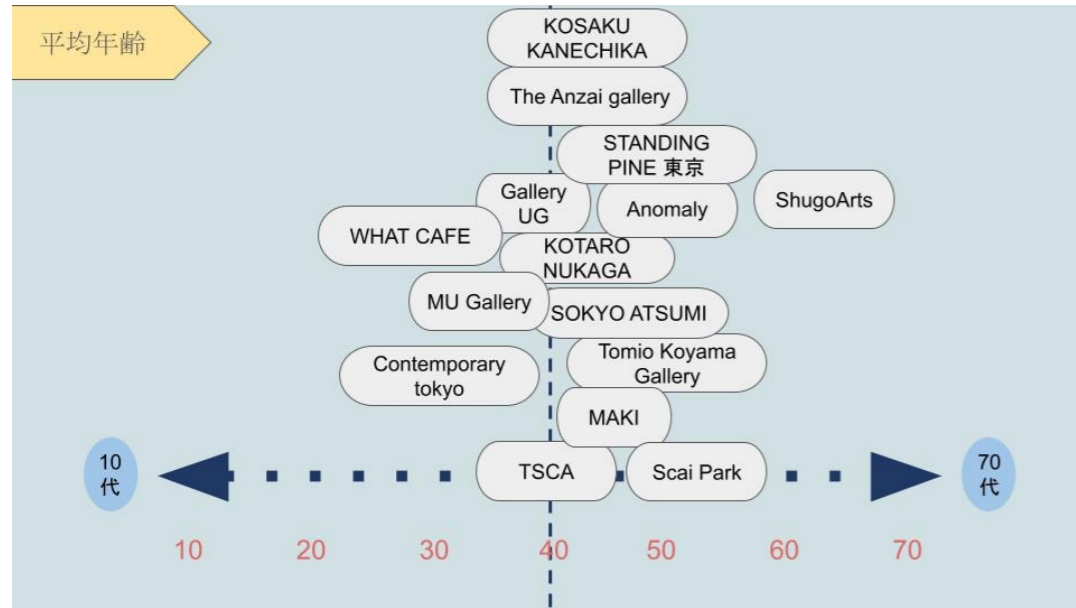 平均年齢
KOSAKU
KANECHIKA
The Anzai gallery
STANDING
PINE 東京
Gallery
UG
Anomaly
ShugoArts
WHAT CAFE
KOTARO
NUKAGA
MU Gallery
SOKYO ATSUMI
Contemporary
tokyo
Tomio Koyama
Gallery
MAKI
10
代
TSCA
Scai Park
70
代
10
20
30
40
50
60
70